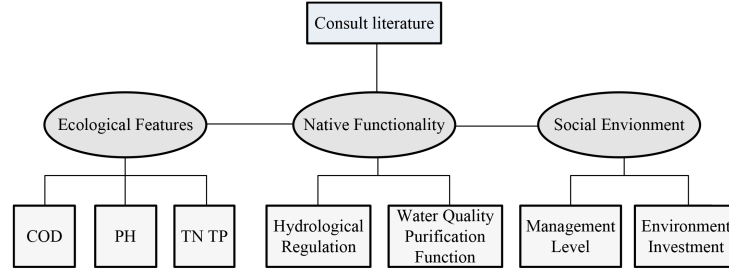 Consult literature
Ecological Features
Native Functionality
Social Envionment
COD
PH
TN TP
Hydrological
Regulation
Water Quality
Purification
Function
Management
Level
Environment
Investment